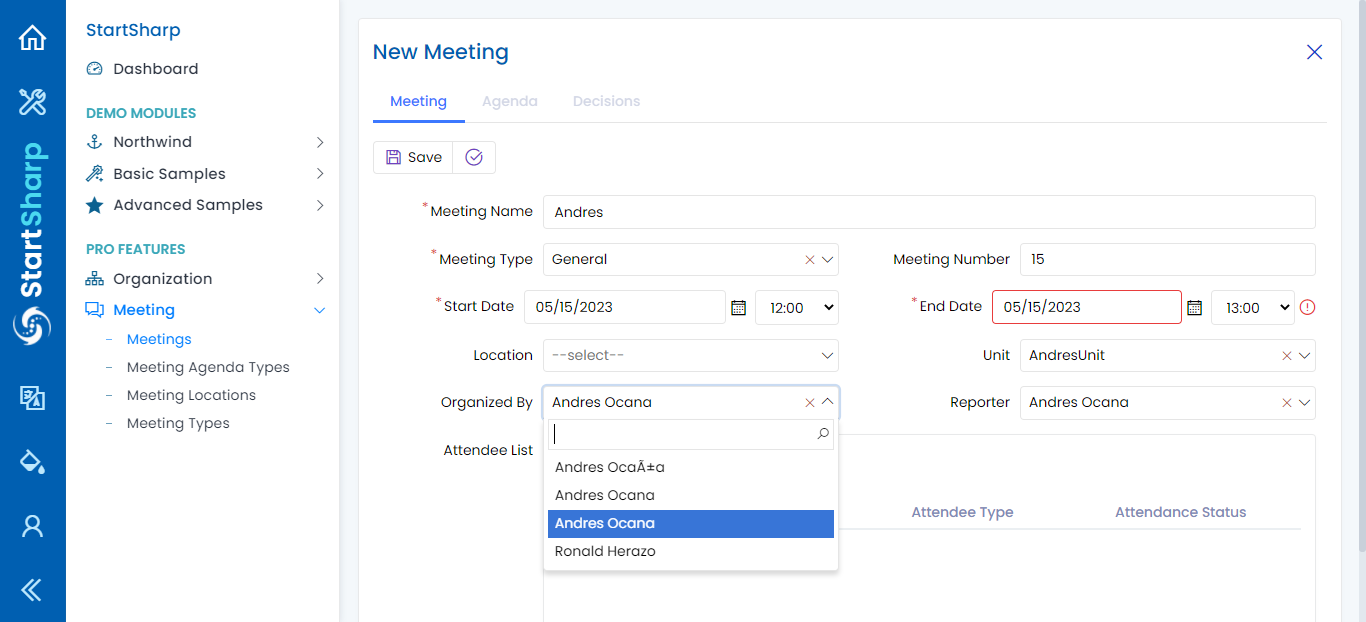 StartSharp
StartSharp
Dashboard
DEMO MODULES
Northwind
Basic Samples
Advanced Samples
PRO FEATURES
Organization
Meeting
– Meetings
– Meeting Agenda Types
– Meeting Locations
– Meeting Types
New Meeting
Meeting Agenda Decisions
Save
*Meeting Name Andres
*Meeting Type General Meeting Number 15
*Start Date 05/15/2023 12:00 *End Date 05/15/2023 13:00
Location --select-- Unit AndresUnit
Organized By Andres Ocana Reporter Andres Ocana
Attendee List
Andres OcaÃ±a
Andres Ocana
Andres Ocana
Ronald Herazo
Attendee Type Attendance Status